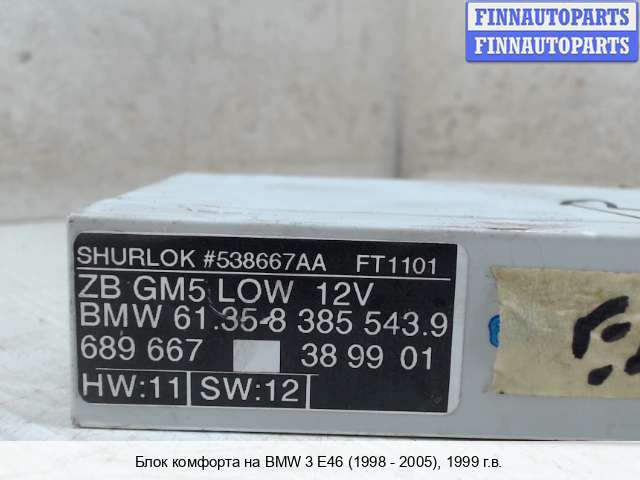 FINNAUTOPARTS
FINNAUTOPARTS
SHURLOK #538667AA FT1101
ZB GM5 LOW 12V
BMW 61.35-8 385 543.9
689 667 38 99 01
HW:11 SW:12
Блок комфорта на BMW 3 E46 (1998 - 2005), 1999 г.в.